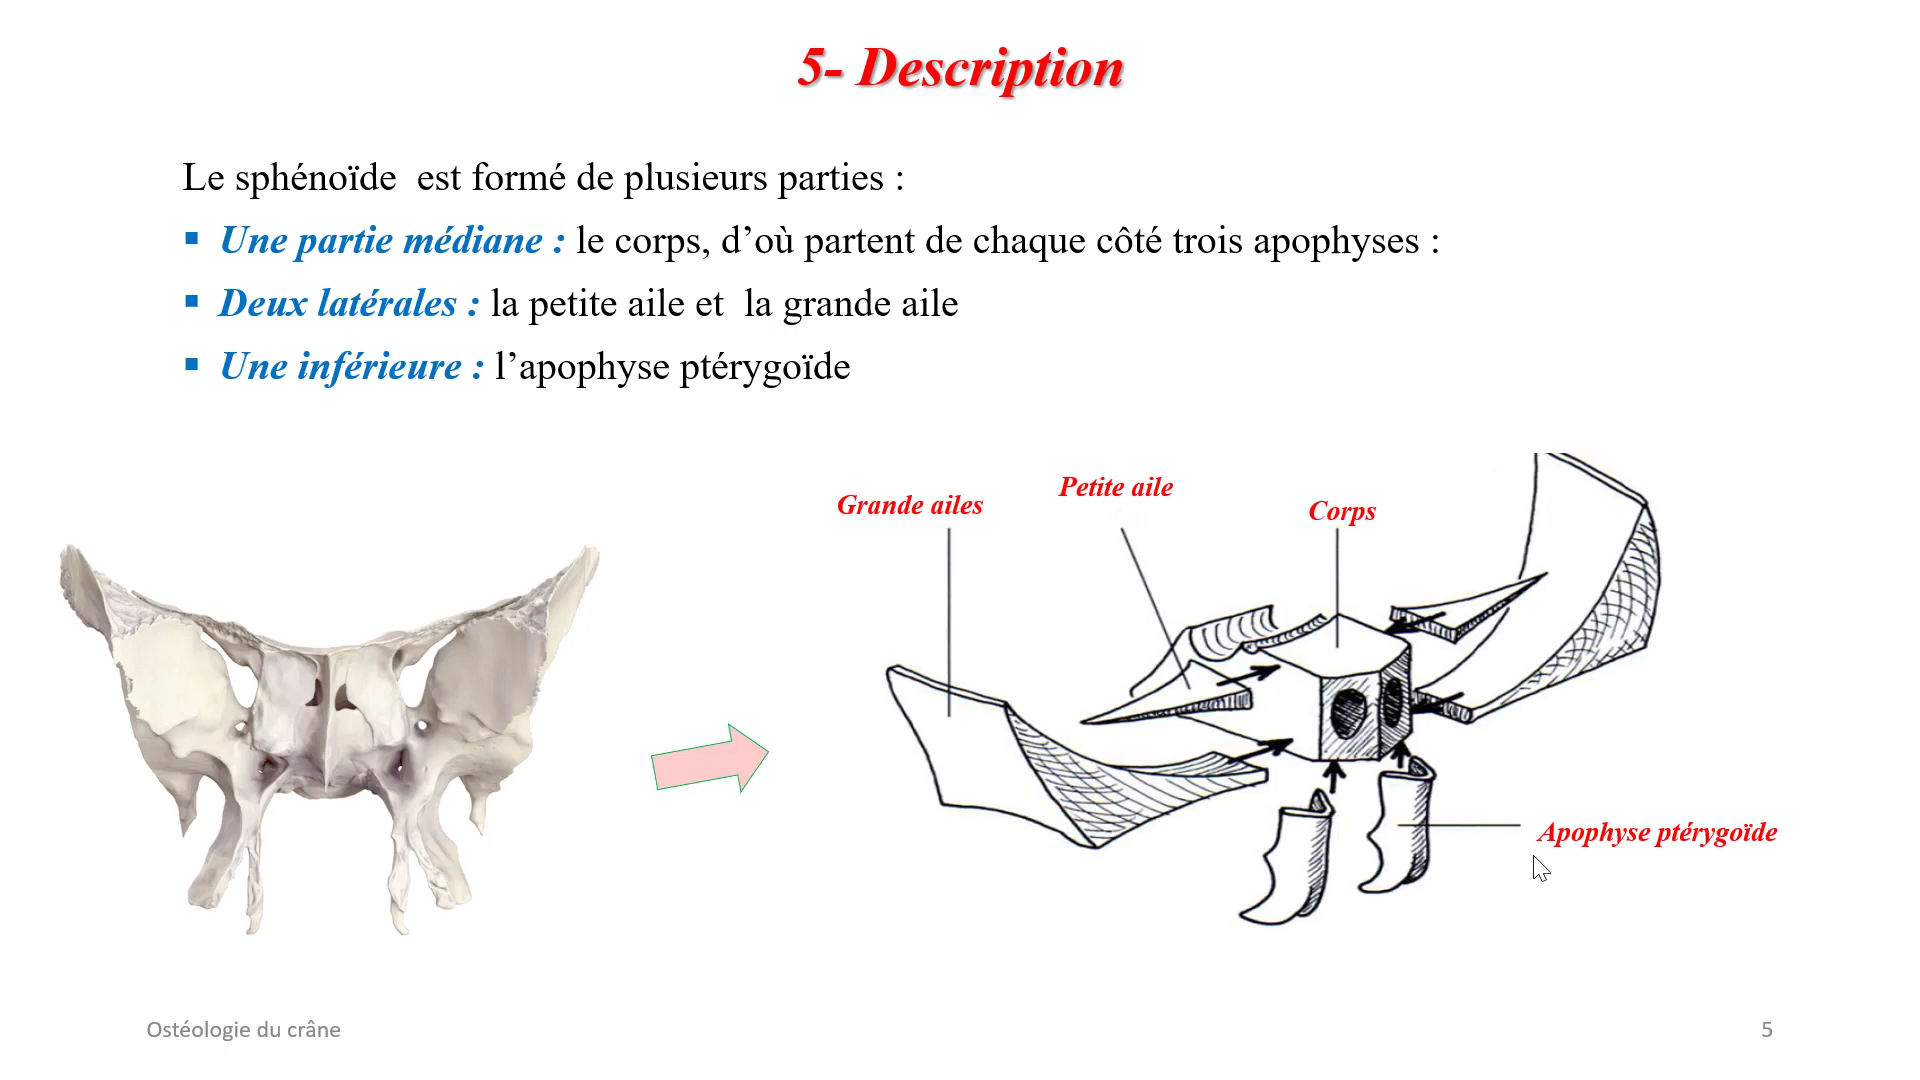 5- Description
Le sphénoïde est formé de plusieurs parties :
▪ Une partie médiane : le corps, d’où partent de chaque côté trois apophyses :
▪ Deux latérales : la petite aile et la grande aile
▪ Une inférieure : l’apophyse ptérygoïde
Grande ailes
Petite aile
Corps
Apophyse ptérygoïde
Ostéologie du crâne
5